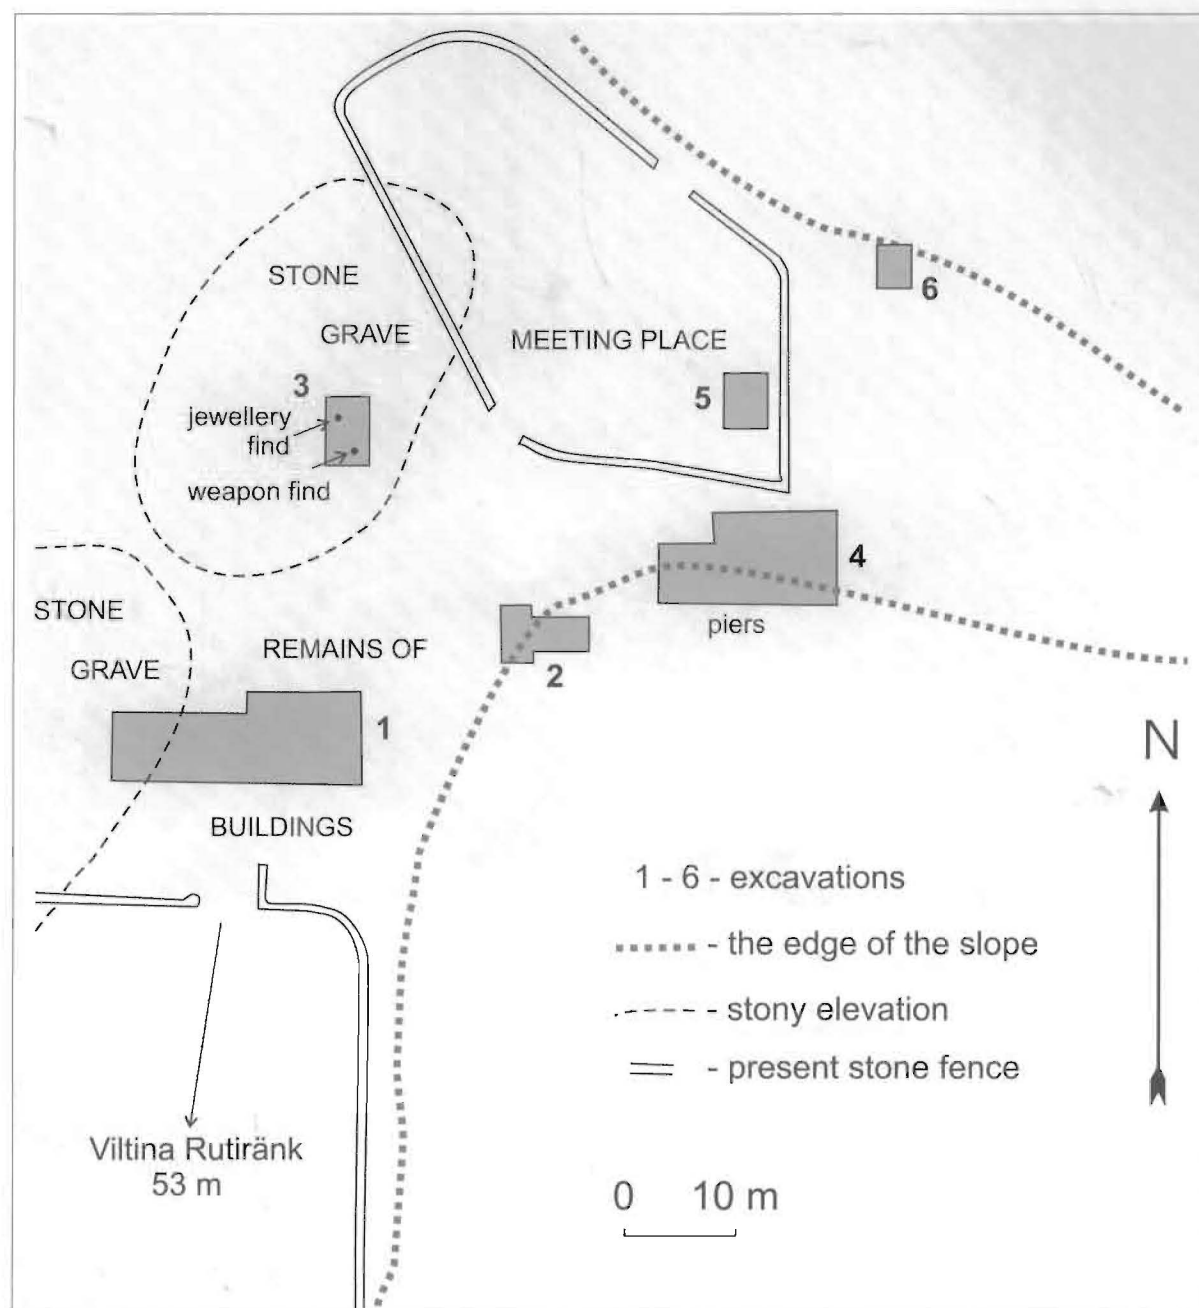 STONE
GRAVE
MEETING PLACE
6
3
5
jewellery
find
weapon find
4
STONE
GRAVE
REMAINS OF
piers
2
1
N
BUILDINGS
1 - 6 - excavations
- the edge of the slope
- stony elevation
- present stone fence
Viltina Rutiränk
53 m
0 10 m